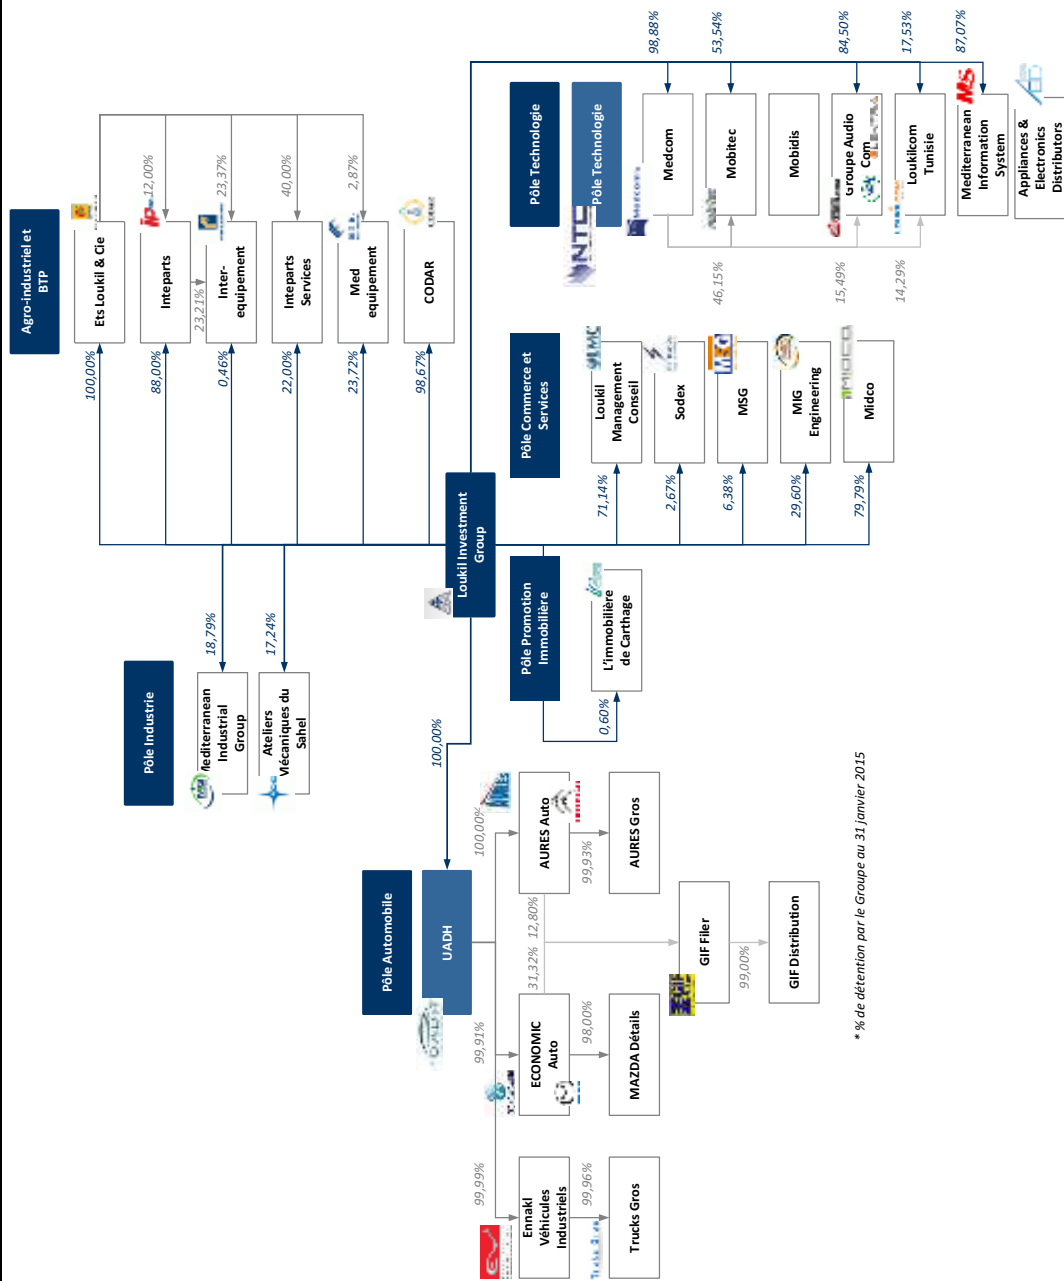 Pôle Automobile
UADH
100,00%
99,99%
99,91%
100,00%
Ennakl
Véhicules
Industriels
99,96%
Trucks Gros
ECONOMIC
Auto
98,00%
MAZDA Détails
31,32%
12,80%
AURES Auto
99,93%
AURES Gros
GIF Filer
99,00%
GIF Distribution
Pôle Industrie
Mediterranean
Industrial
Group
18,79%
Ateliers
Mécaniques du
Sahel
17,24%
Loukil Investment
Group
Pôle Promotion
Immobilière
0,60%
L'immobilière
de Carthage
Agro-industriel et
BTP
100,00%
Ets Loukil & Cie
88,00%
Inteparts
12,00%
23,21%
0,46%
Inter-
equipement
23,37%
22,00%
Inteparts
Services
40,00%
23,72%
Med
equipement
2,87%
98,67%
CODAR
Pôle Commerce et
Services
71,14%
Loukil
Management
Conseil
2,67%
Sodex
6,38%
MSG
29,60%
MIG
Engineering
79,79%
Midco
Pôle Technologie
Pôle Technologie
NTC
Medcom
98,88%
46,15%
Mobitec
53,54%
Mobidis
15,49%
Groupe Audio
Com
84,50%
14,29%
Loukilcom
Tunisie
17,53%
Mediterranean
Information
System
87,07%
Appliances &
Electronics
Distributors
* % de détention par le Groupe au 31 janvier 2015